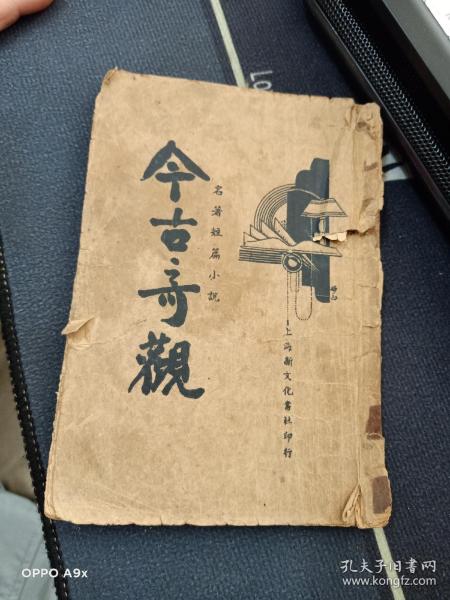 今古奇觀
名著短篇小說
上海新文化書社印行
OPPO A9x
孔夫子旧书网
www.kongfz.com